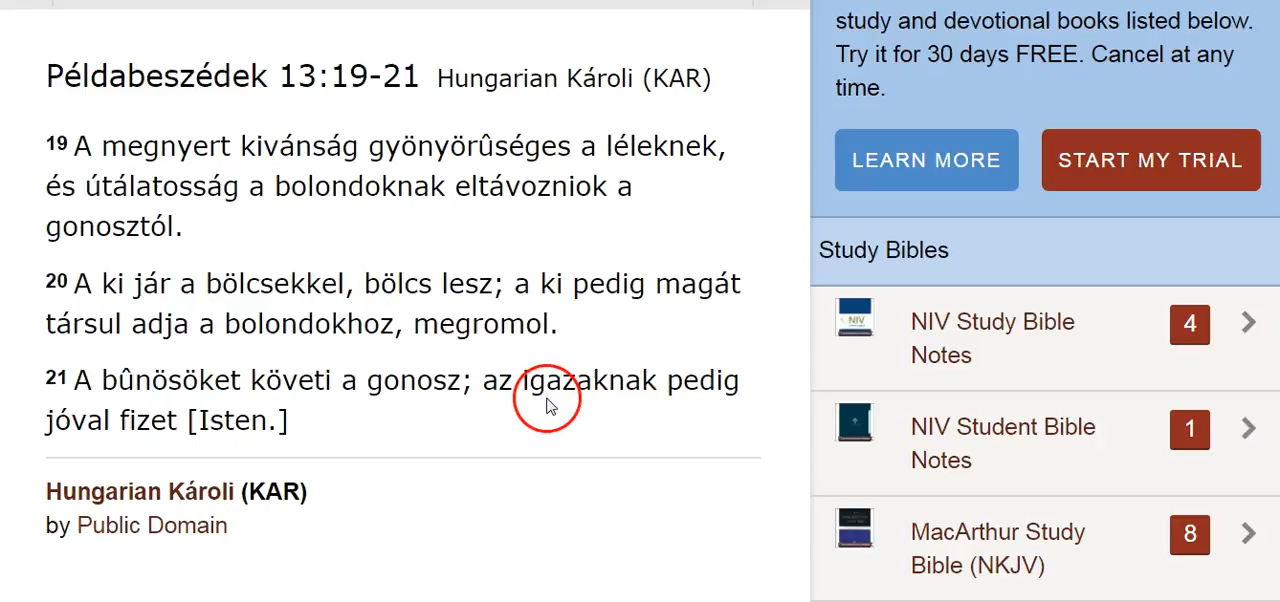 Példabeszédek 13:19-21 Hungarian Károli (KAR)
19 A megnyert kivánság gyönyörûséges a léleknek,
és útálatosság a bolondoknak eltávozniok a
gonosztól.
20 A ki jár a bölcsekkel, bölcs lesz; a ki pedig magát
társul adja a bolondokhoz, megromol.
21 A bûnösöket követi a gonosz; az igazaknak pedig
jóval fizet [Isten.]
Hungarian Károli (KAR)
by Public Domain
study and devotional books listed below.
Try it for 30 days FREE. Cancel at any
time.
LEARN MORE
START MY TRIAL
Study Bibles
NIV Study Bible
Notes
4
NIV Student Bible
Notes
1
MacArthur Study
Bible (NKJV)
8